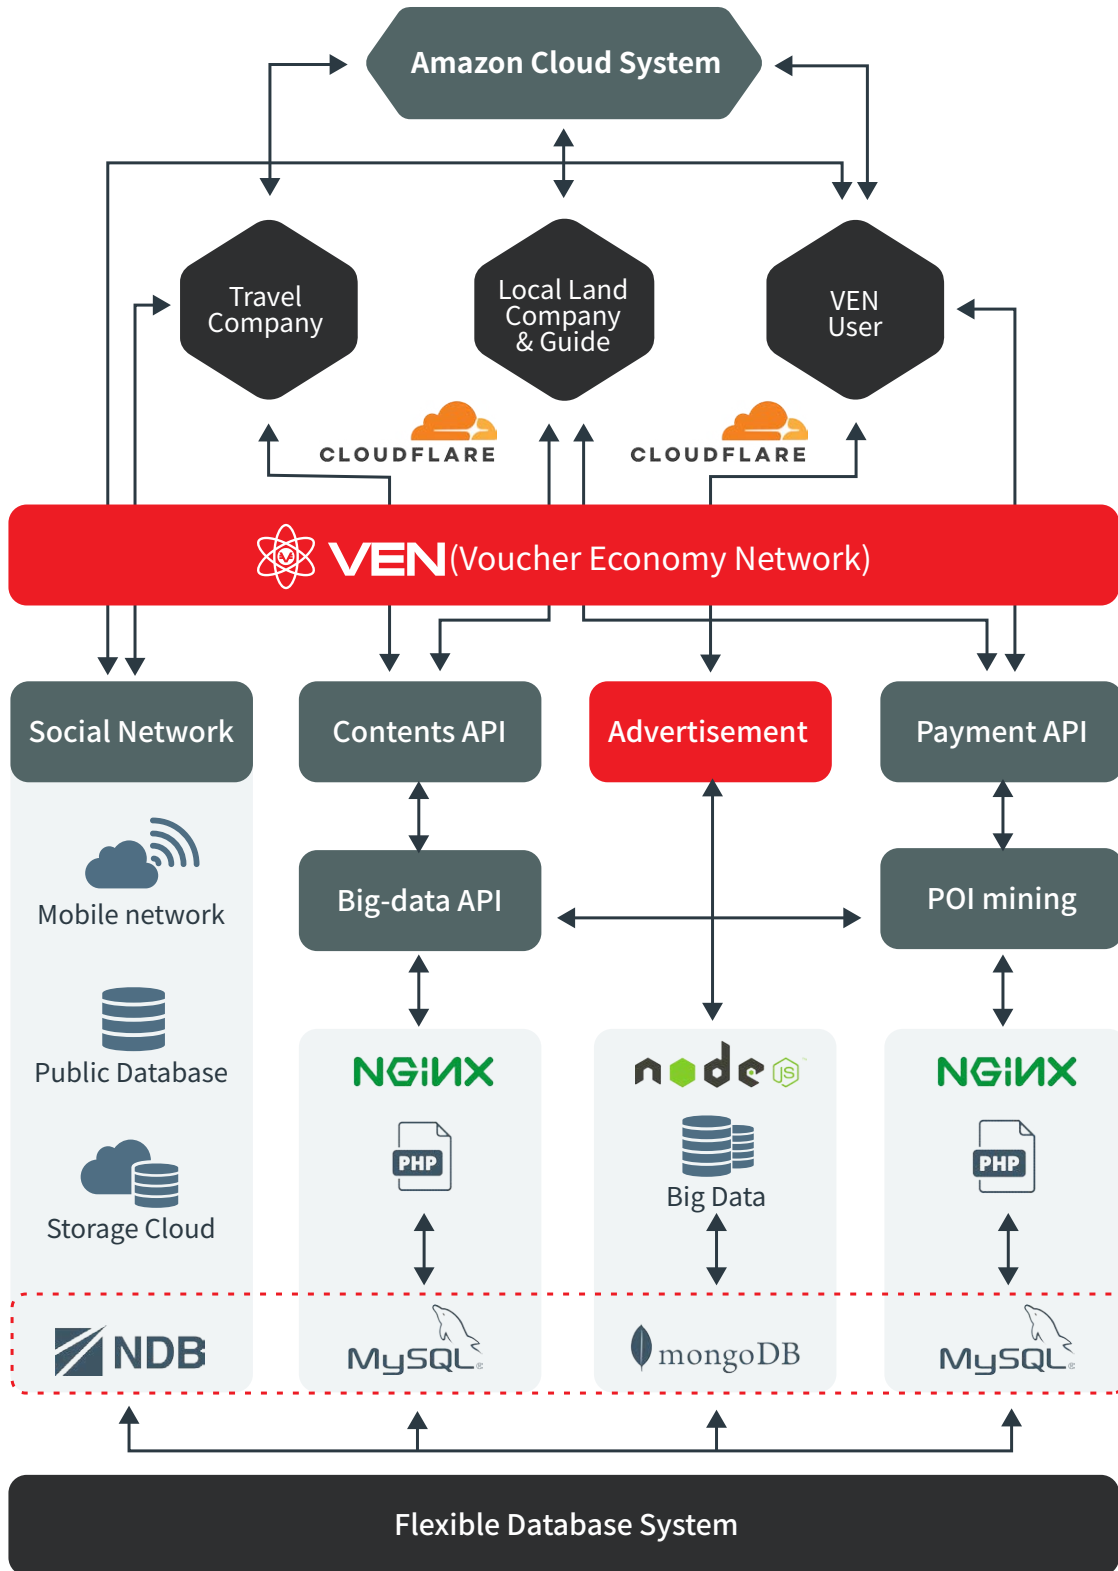 Amazon Cloud System
Travel
Company
Local Land
Company
& Guide
VEN
User
CLOUDFLARE
CLOUDFLARE
VEN (Voucher Economy Network)
Social Network
Contents API
Advertisement
Payment API
Mobile network
Big-data API
POI mining
Public Database
NGINX
node JS
NGINX
PHP
Big Data
PHP
Storage Cloud
NDB
MySQL®
mongoDB
MySQL®
Flexible Database System